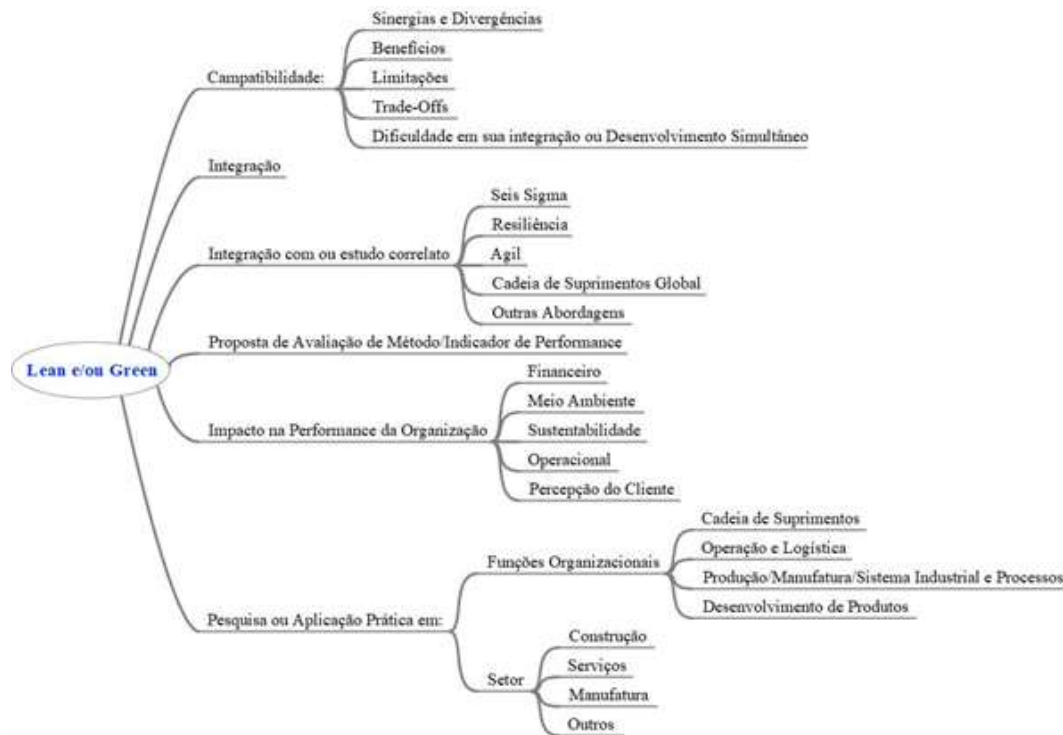 Sinergias e Divergências
Benefícios
Campatibilidade:
Limitações
Trade-Offs
Dificuldade em sua integração ou Desenvolvimento Simultâneo
Integração
Seis Sigma
Resiliência
Integração com ou estudo correlato
Agil
Cadeia de Suprimentos Global
Outras Abordagens
Proposta de Avaliação de Método/Indicador de Performance
Lean e/ou Green
Financeiro
Meio Ambiente
Impacto na Performance da Organização
Sustentabilidade
Operacional
Percepção do Cliente
Cadeia de Suprimentos
Operação e Logística
Funções Organizacionais
Produção/Manufatura/Sistema Industrial e Processos
Desenvolvimento de Produtos
Pesquisa ou Aplicação Prática em:
Construção
Serviços
Setor
Manufatura
Outros